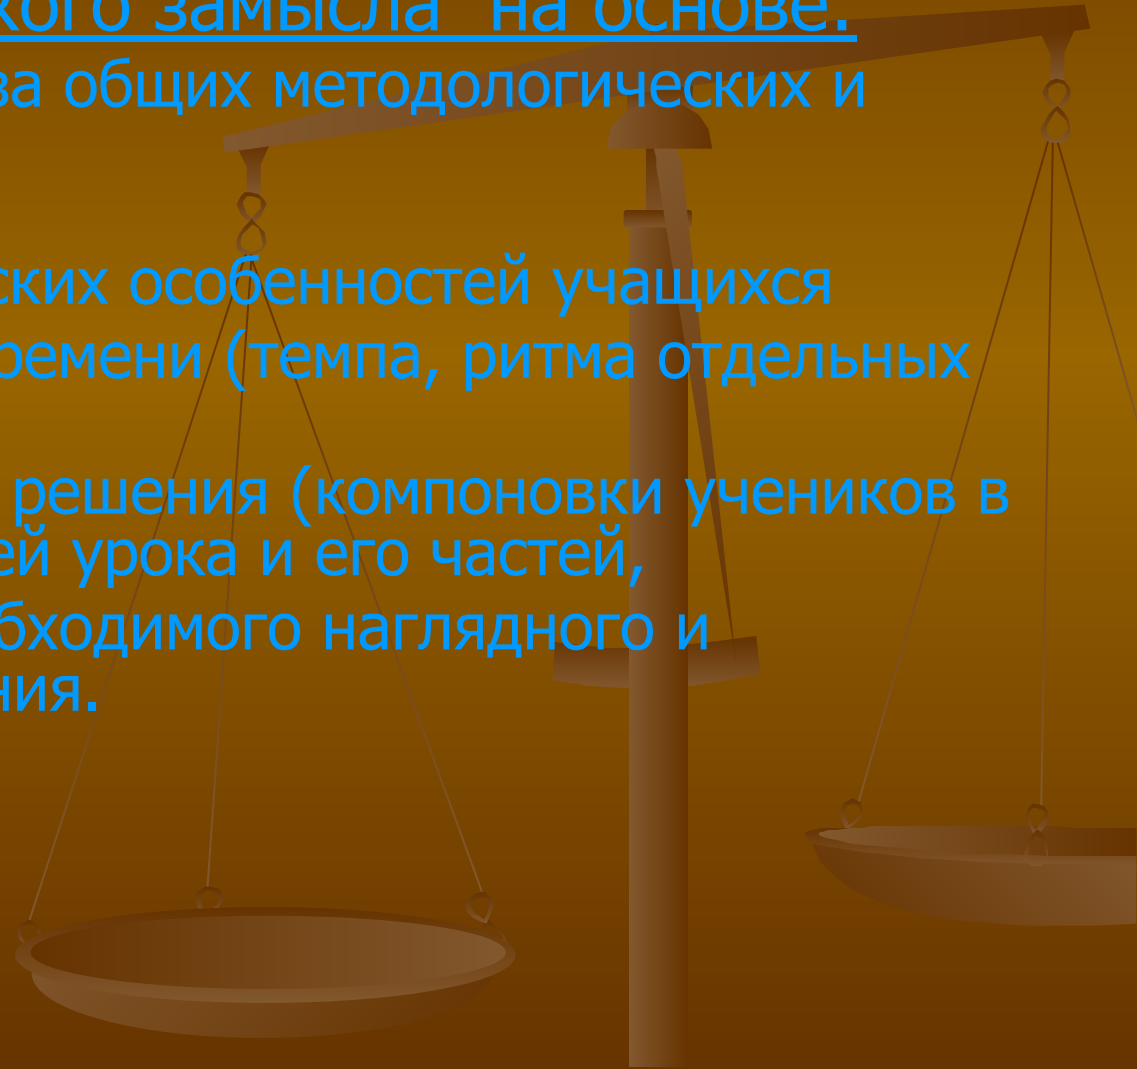 кого замысла на основе:
ва общих методологических и
ских особенностей учащихся
ремени (темпа, ритма отдельных
решения (компоновки учеников в
ей урока и его частей,
бходимого наглядного и
ния.